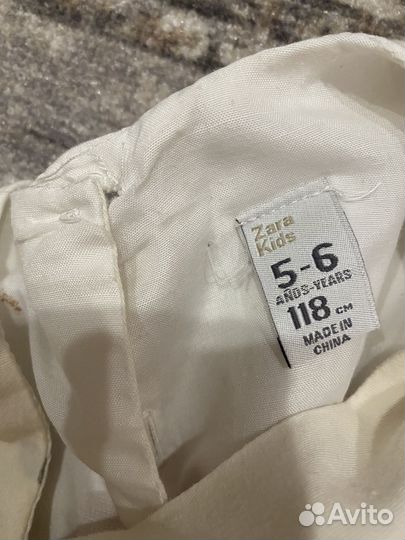 Zara
Kids
5-6
AÑOS-YEARS
118 CM
MADE IN
CHINA
Avito